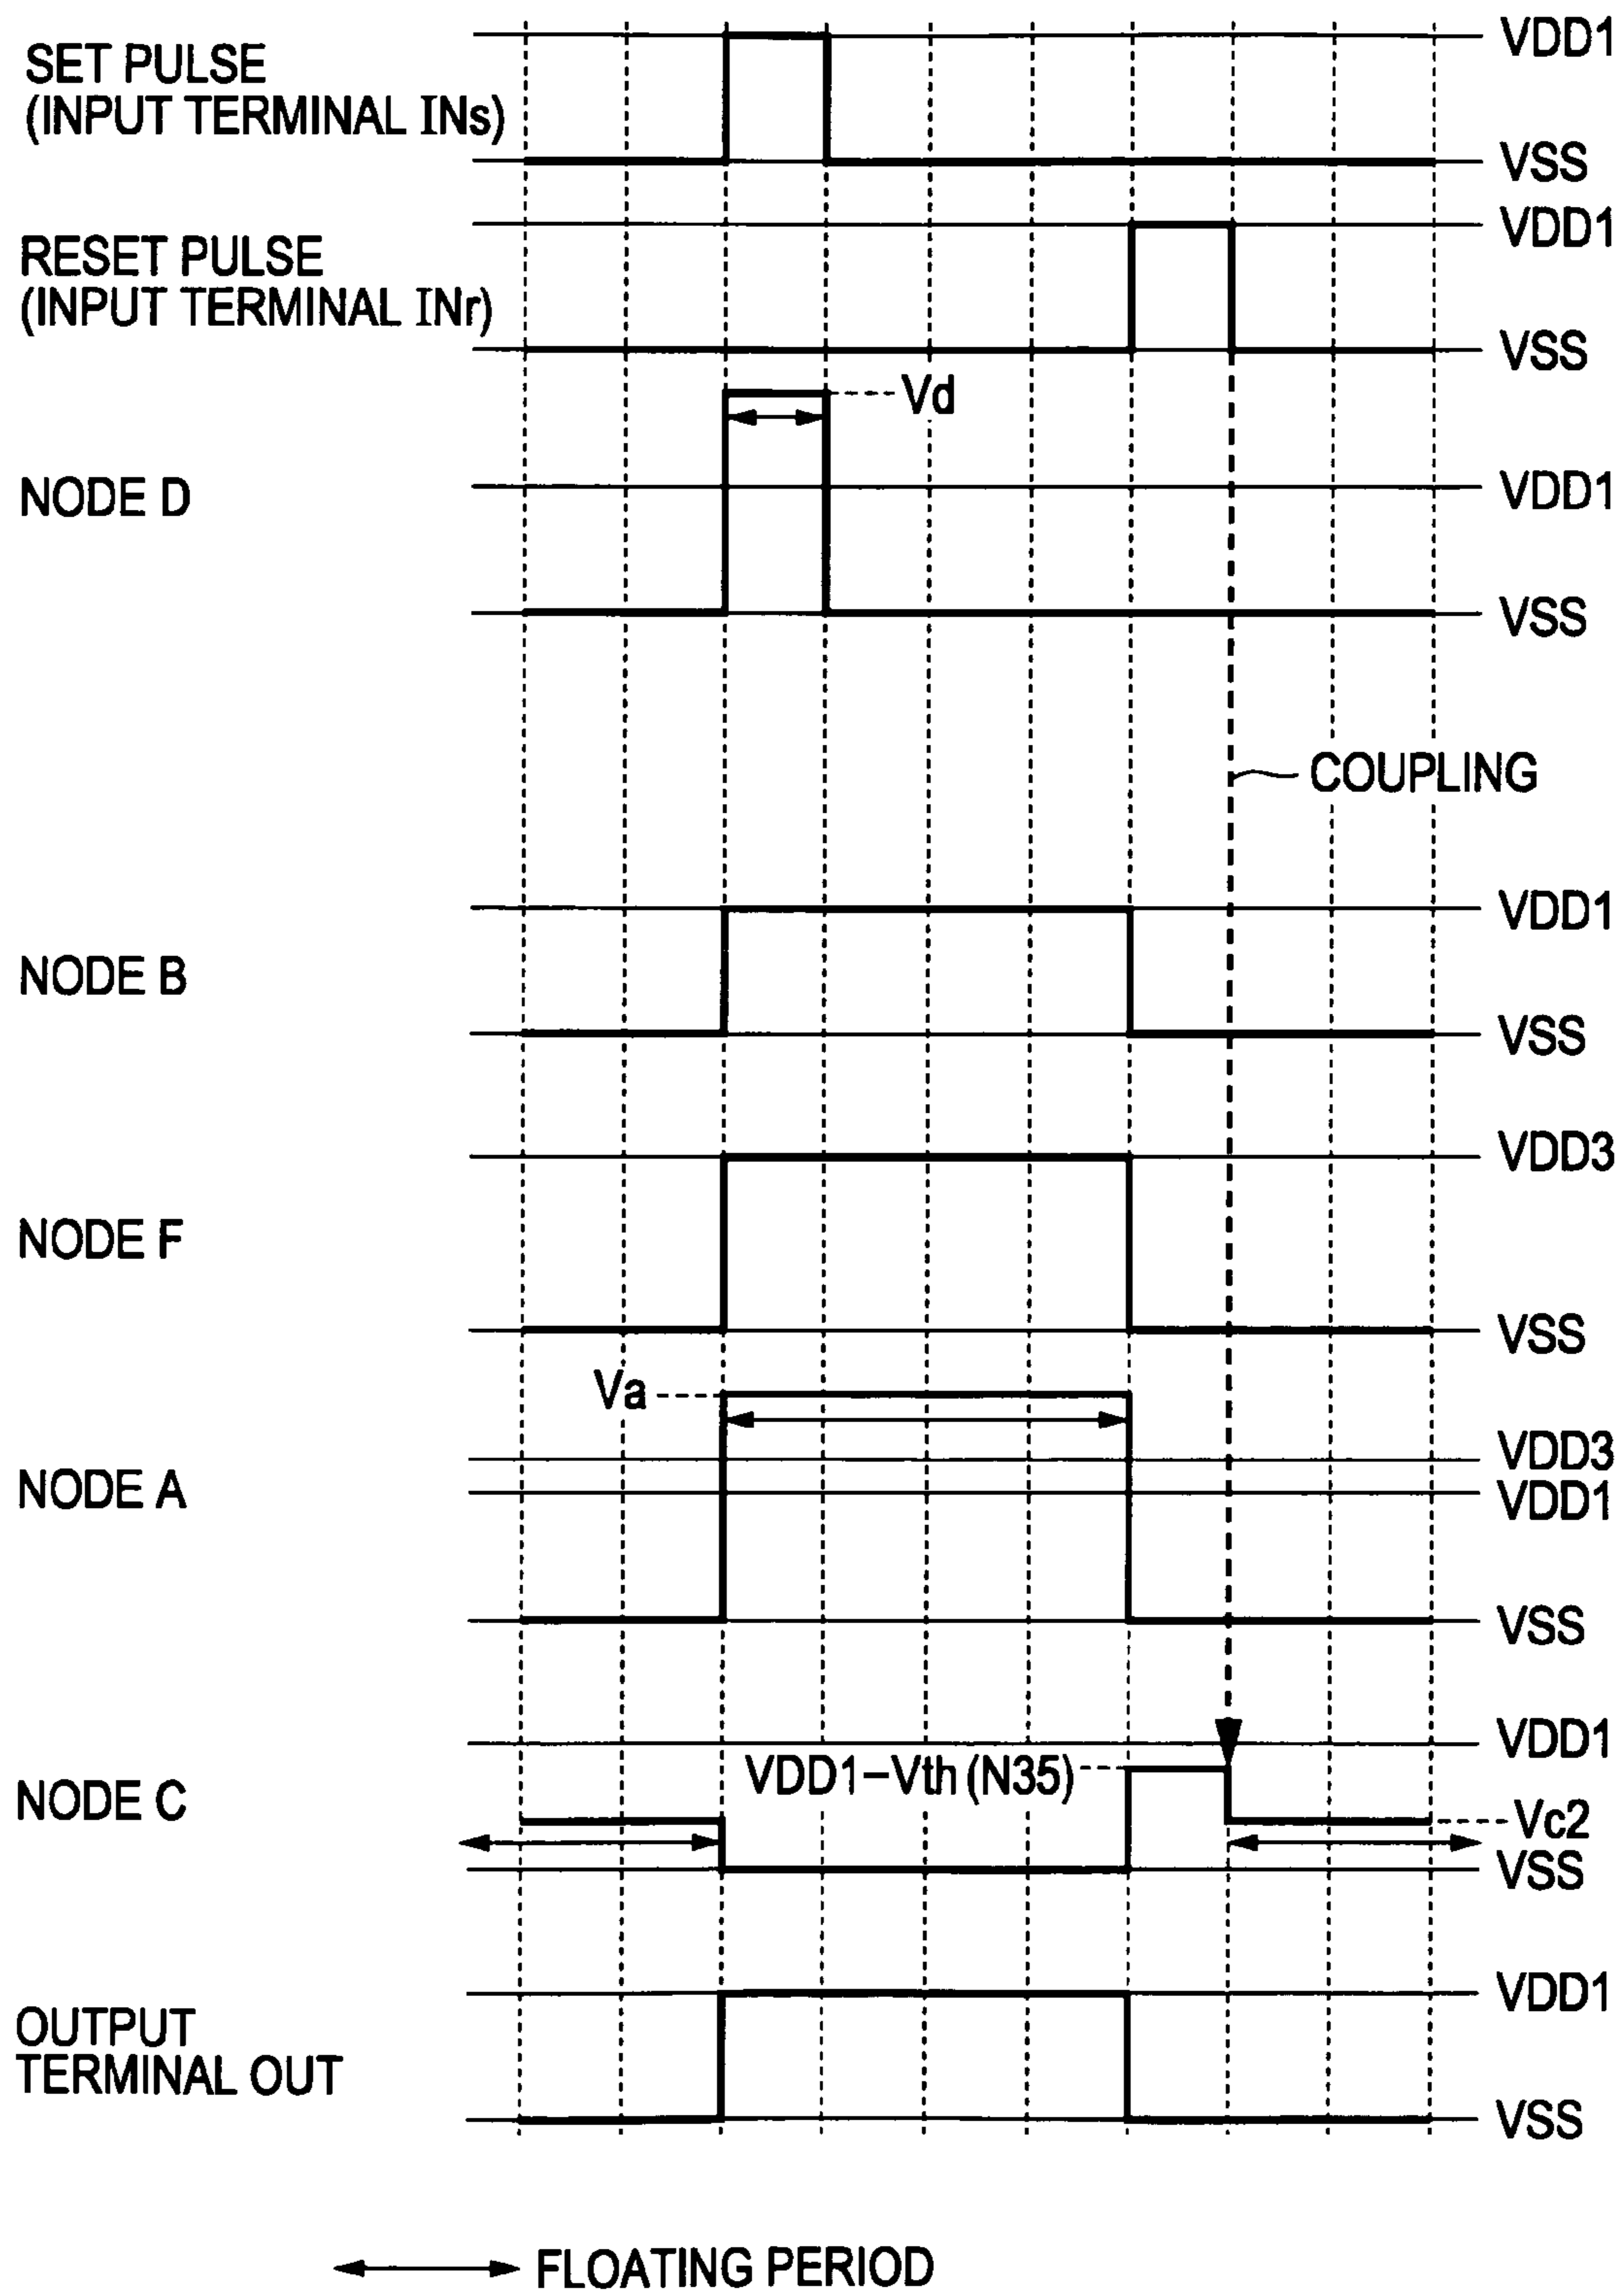 VDD1
SET PULSE
(INPUT TERMINAL INs)
VSS
VDD1
RESET PULSE
(INPUT TERMINAL INr)
VSS
Vd
NODE D
VDD1
VSS
COUPLING
VDD1
NODE B
VSS
VDD3
NODE F
VSS
Va
VDD3
NODE A
VDD1
VSS
VDD1
VDD1-Vth (N35)
NODE C
Vc2
VSS
VDD1
OUTPUT
TERMINAL OUT
VSS
FLOATING PERIOD